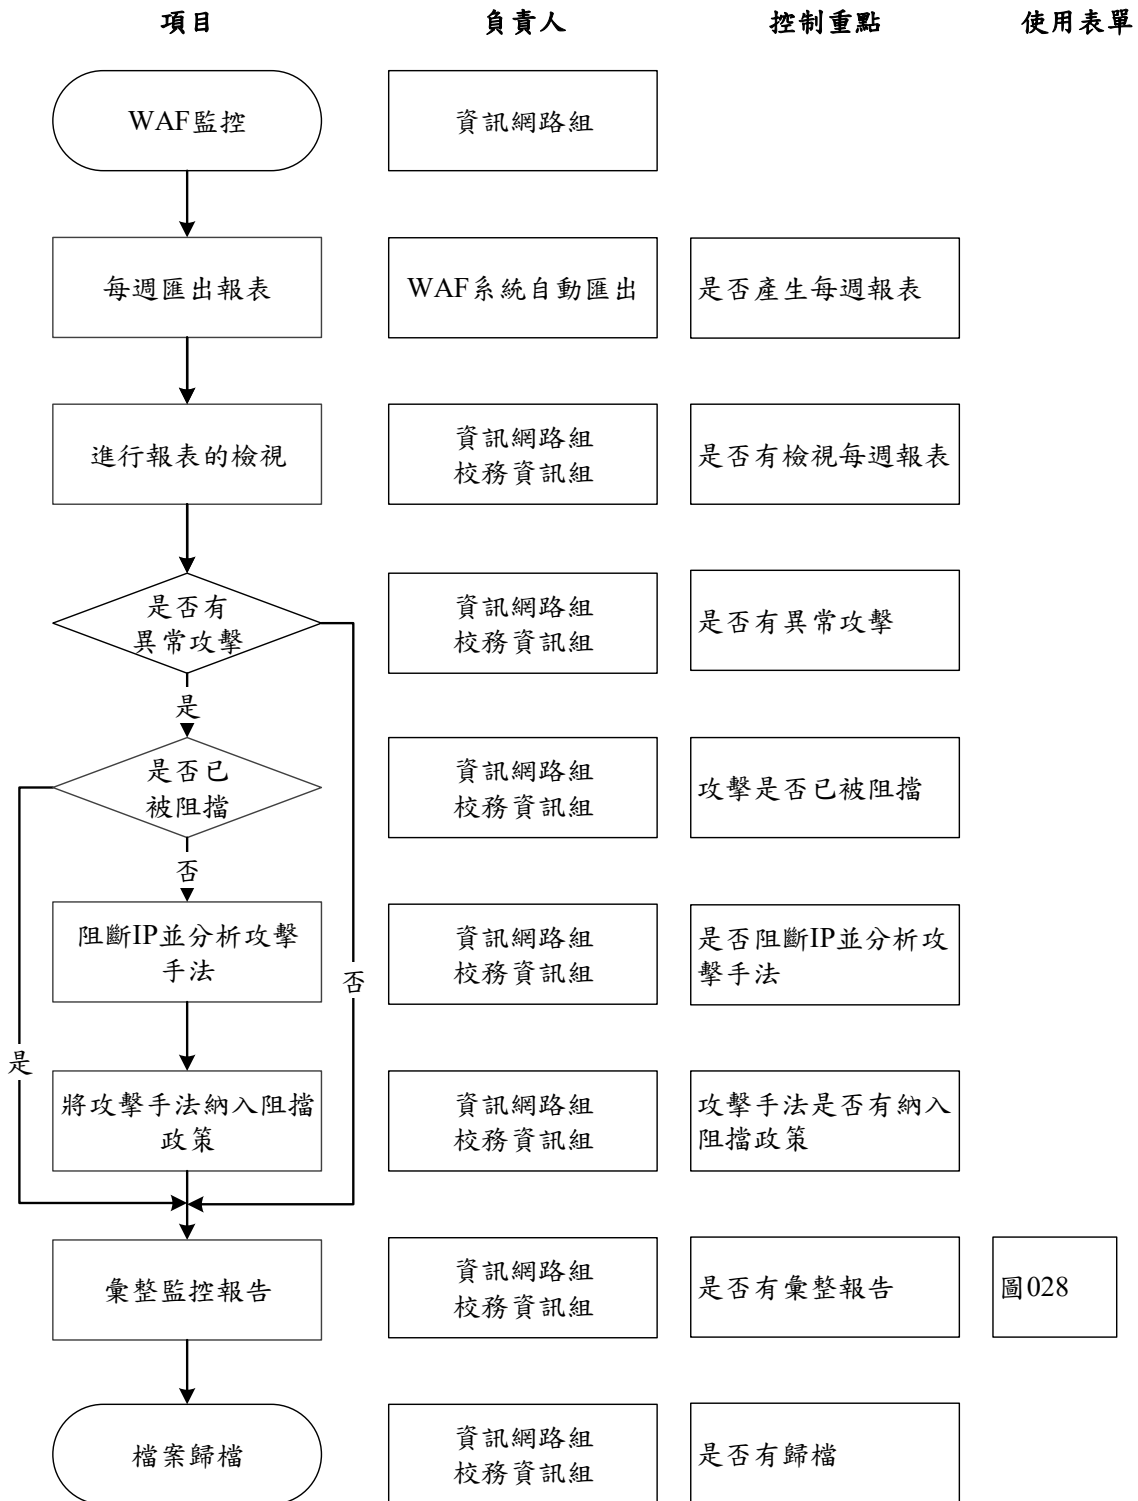 項目 負責人 控制重點 使用表單
WAF監控 資訊網路組
每週匯出報表 WAF系統自動匯出 是否產生每週報表
進行報表的檢視
資訊網路組
校務資訊組
是否有檢視每週報表
是否有
異常攻擊
資訊網路組
校務資訊組
是否有異常攻擊
是
是否已
被阻擋
資訊網路組
校務資訊組
攻擊是否已被阻擋
否
阻斷IP並分析攻擊
手法
資訊網路組
校務資訊組
是否阻斷IP並分析攻
擊手法
否
是
將攻擊手法納入阻擋
政策
資訊網路組
校務資訊組
攻擊手法是否有納入
阻擋政策
彙整監控報告
資訊網路組
校務資訊組
是否有彙整報告
圖028
檔案歸檔
資訊網路組
校務資訊組
是否有歸檔